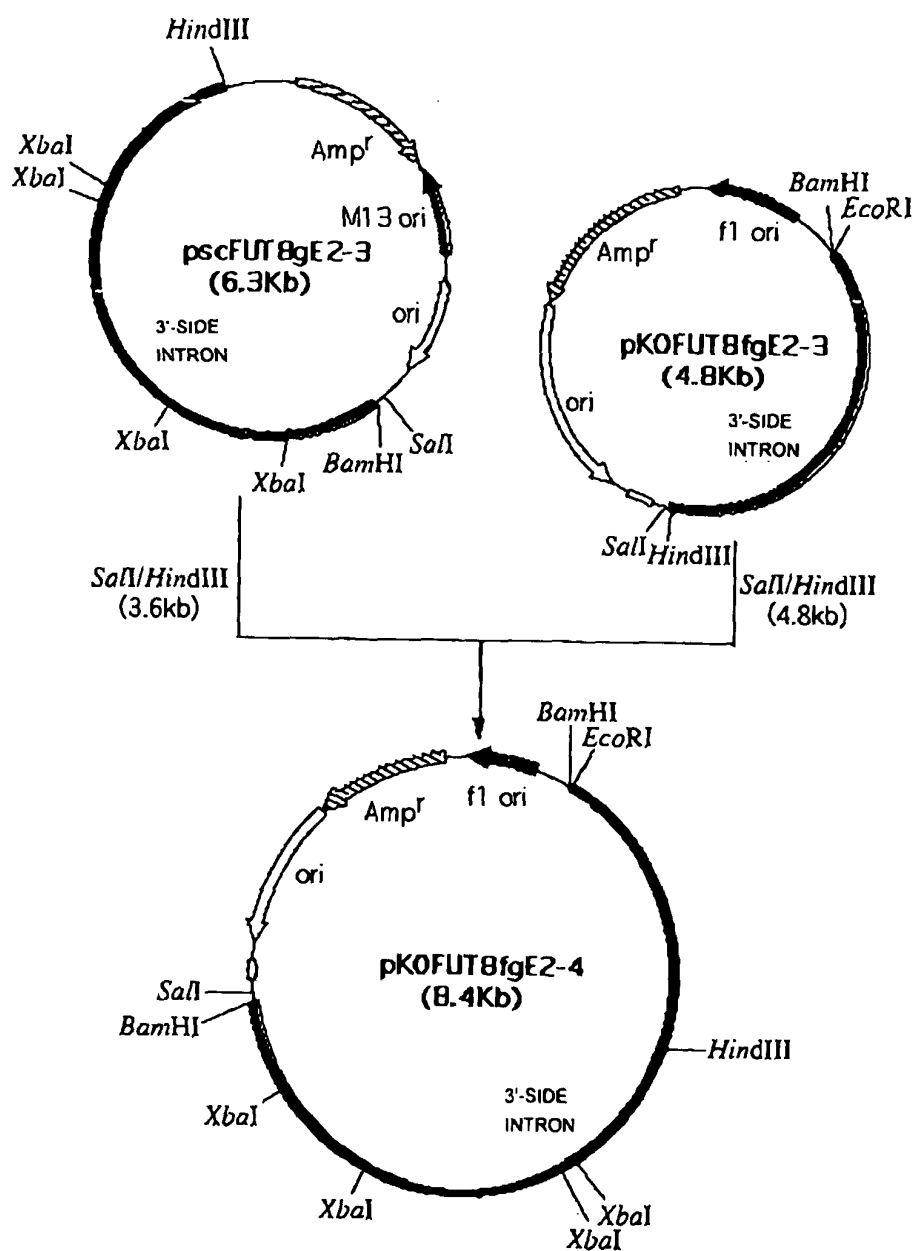 HindIII
XbaI
XbaI
Ampr
M13 ori
pscFUT8gE2-3
(6.3Kb)
ori
3'-SIDE
INTRON
XbaI
XbaI
BamHI
SalI
BamHI
EcoRI
f1 ori
Ampr
pKOFUT8fgE2-3
(4.8Kb)
ori
3'-SIDE
INTRON
SalI
HindIII
SalI/HindIII
(3.6kb)
SalI/HindIII
(4.8kb)
BamHI
EcoRI
f1 ori
Ampr
ori
pKOFUT8fgE2-4
(8.4Kb)
SalI
BamHI
HindIII
3'-SIDE
INTRON
XbaI
XbaI
XbaI
XbaI